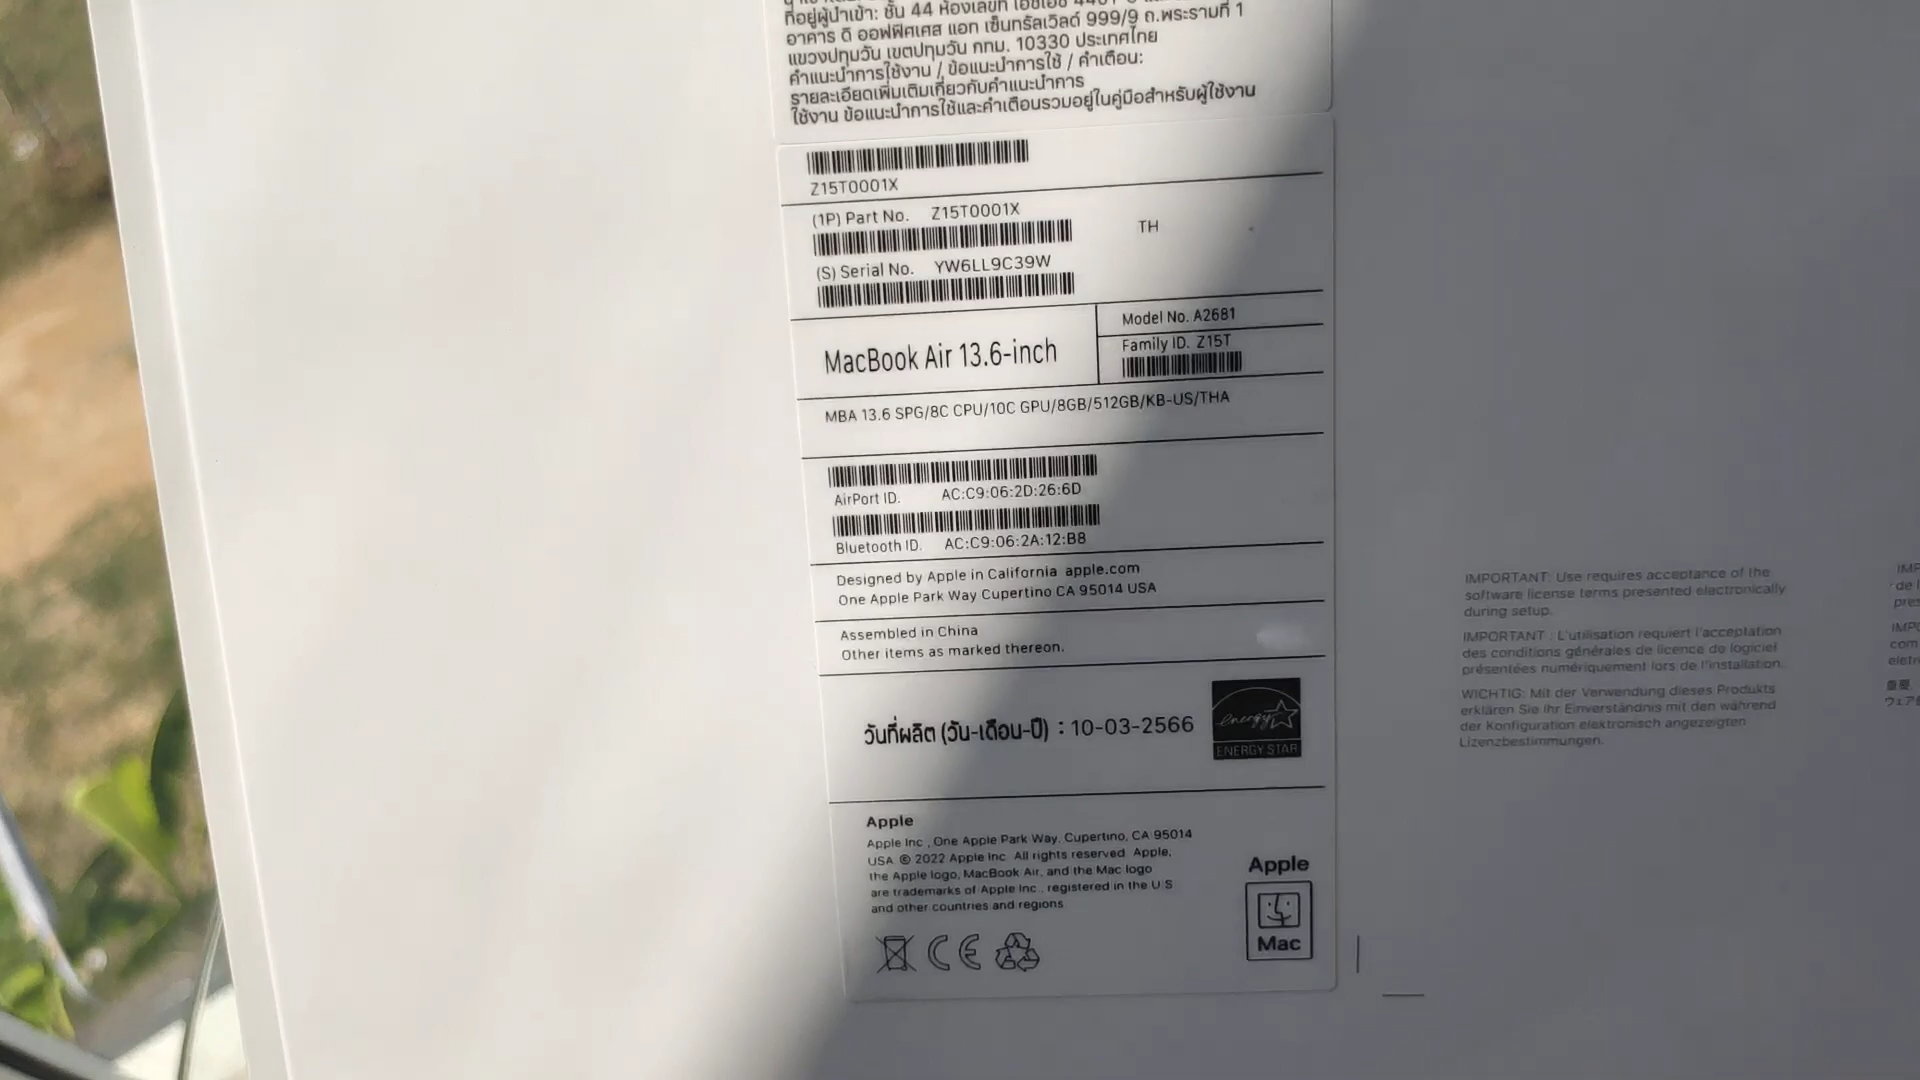 ที่อยู่ผู้นำเข้า: ชั้น 44 ห้องเลขที่ เอชเอช
อาคาร ดิ ออฟฟิศเศส แอท เซ็นทรัลเวิลด์ 999/9 ถ.พระรามที่ 1
แขวงปทุมวัน เขตปทุมวัน กทม. 10330 ประเทศไทย
คำแนะนำการใช้งาน / ข้อแนะนำการใช้ / คำเตือน:
รายละเอียดเพิ่มเติมเกี่ยวกับคำแนะนำการ
ใช้งาน ข้อแนะนำการใช้และคำเตือนรวมอยู่ในคู่มือสำหรับผู้ใช้งาน
Z15T0001X
(1P) Part No. Z15T0001X
TH
(S) Serial No. YW6LL9C39W
MacBook Air 13.6-inch
Model No. A2681
Family ID. Z15T
MBA 13.6 SPG/8C CPU/10C GPU/8GB/512GB/KB-US/THA
AirPort ID. AC:C9:06:2D:26:6D
Bluetooth ID. AC:C9:06:2A:12:B8
Designed by Apple in California apple.com
One Apple Park Way Cupertino CA 95014 USA
Assembled in China
Other items as marked thereon.
วันที่ผลิต (วัน-เดือน-ปี) : 10-03-2566
energy
ENERGY STAR
Apple
Apple Inc., One Apple Park Way, Cupertino, CA 95014
USA. © 2022 Apple Inc. All rights reserved. Apple,
the Apple logo, MacBook Air, and the Mac logo
are trademarks of Apple Inc., registered in the U.S.
and other countries and regions.
CE
Apple
Mac
IMPORTANT: Use requires acceptance of the
software license terms presented electronically
during setup.
IMPORTANT : L'utilisation requiert l'acceptation
des conditions générales de licence de logiciel
présentées numériquement lors de l'installation.
WICHTIG: Mit der Verwendung dieses Produkts
erklären Sie Ihr Einverständnis mit den während
der Konfiguration elektronisch angezeigten
Lizenzbestimmungen.
重要